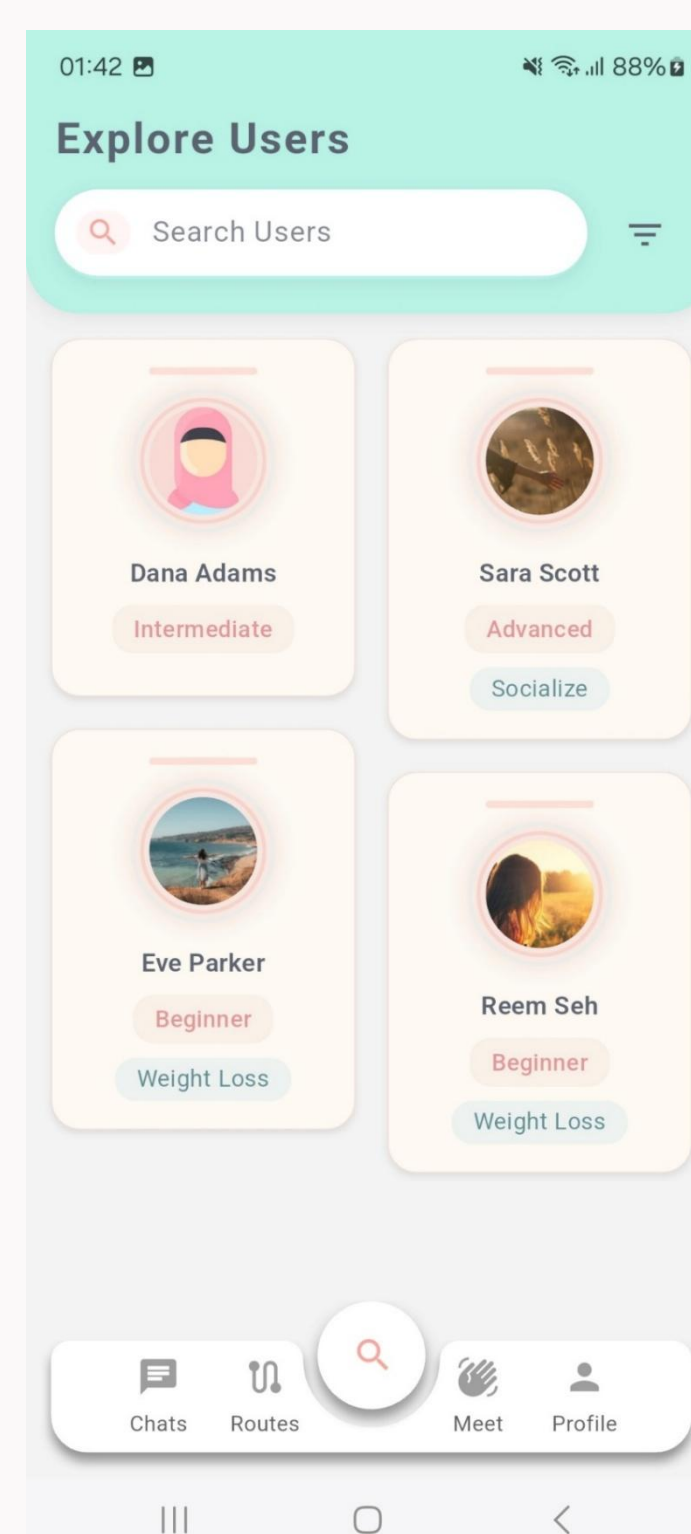 01:42
88%
Explore Users
Search Users
Dana Adams
Intermediate
Sara Scott
Advanced
Socialize
Eve Parker
Beginner
Weight Loss
Reem Seh
Beginner
Weight Loss
Chats
Routes
Meet
Profile